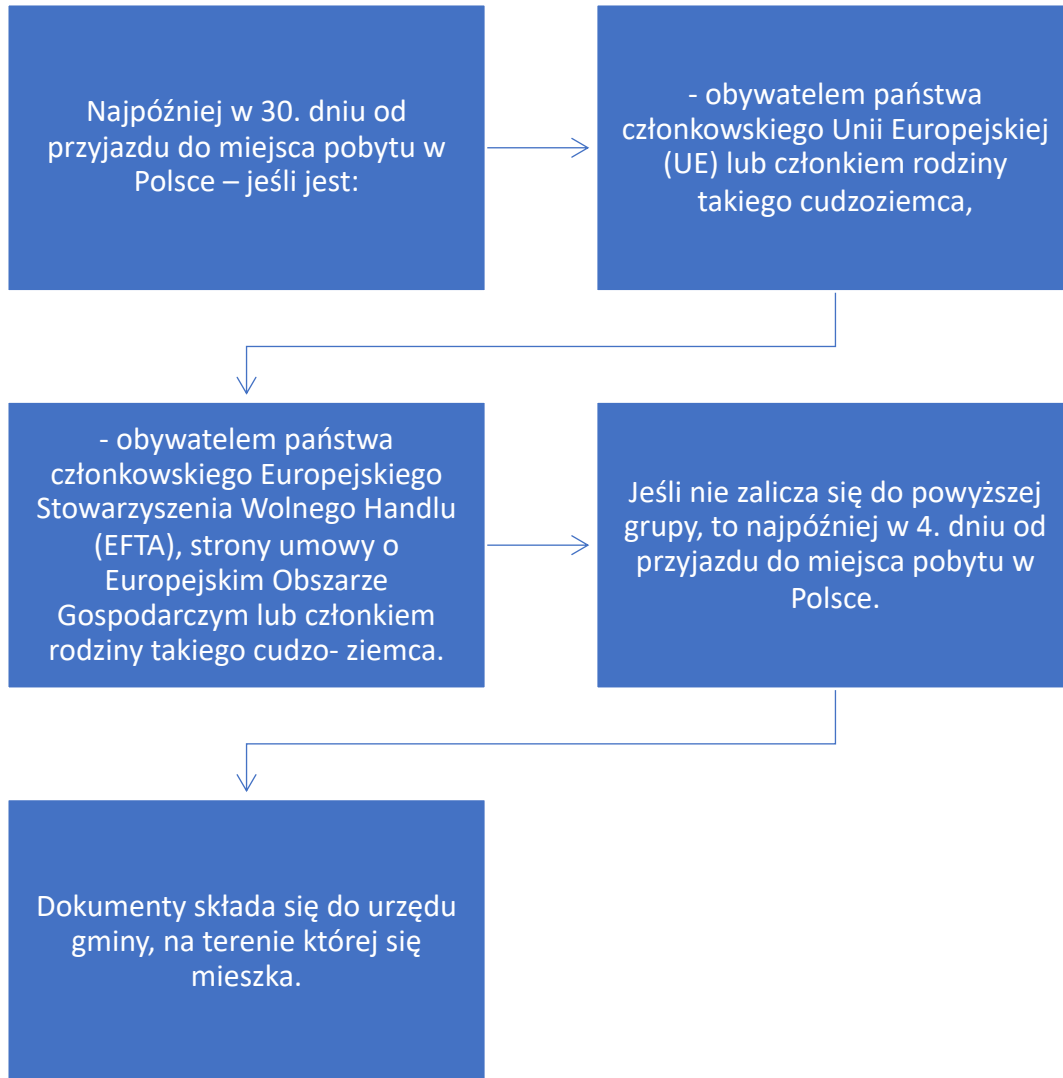 Najpóźniej w 30. dniu od
przyjazdu do miejsca pobytu w
Polsce – jeśli jest:
- obywatelem państwa
członkowskiego Unii Europejskiej
(UE) lub członkiem rodziny
takiego cudzoziemca,
- obywatelem państwa
członkowskiego Europejskiego
Stowarzyszenia Wolnego Handlu
(EFTA), strony umowy o
Europejskim Obszarze
Gospodarczym lub członkiem
rodziny takiego cudzo- ziemca.
Jeśli nie zalicza się do powyższej
grupy, to najpóźniej w 4. dniu od
przyjazdu do miejsca pobytu w
Polsce.
Dokumenty składa się do urzędu
gminy, na terenie której się
mieszka.